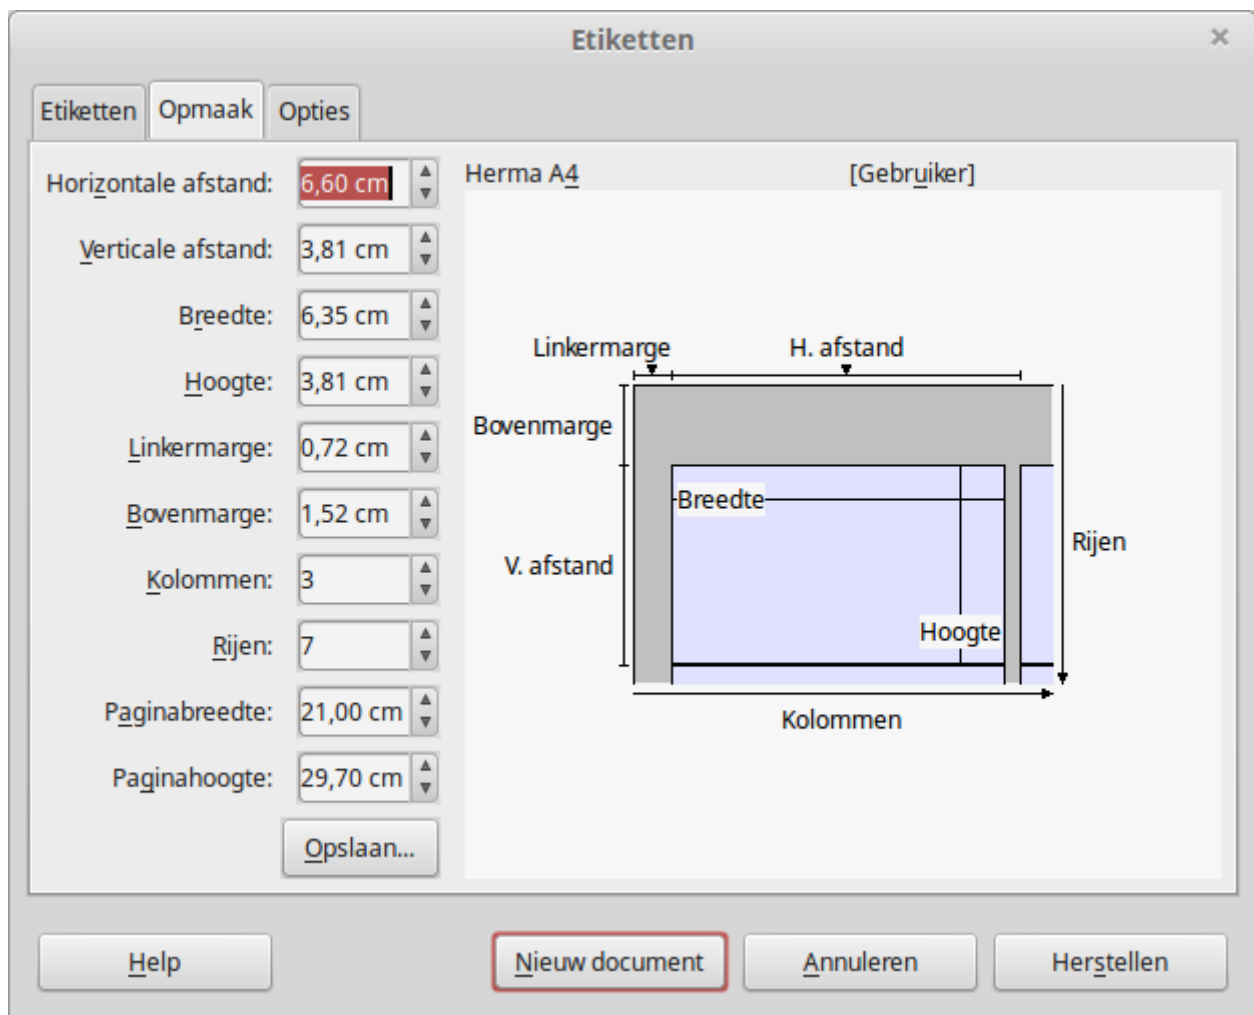 Etiketten
Etiketten Opmaak Opties
Horizontale afstand: 6,60 cm
Verticale afstand: 3,81 cm
Breedte: 6,35 cm
Hoogte: 3,81 cm
Linkermarge: 0,72 cm
Bovenmarge: 1,52 cm
Kolommen: 3
Rijen: 7
Paginabreedte: 21,00 cm
Paginahoogte: 29,70 cm
Opslaan...
Herma A4 [Gebruiker]
Linkermarge H. afstand
Bovenmarge
Breedte
V. afstand
Rijen
Hoogte
Kolommen
Help Nieuw document Annuleren Herstellen